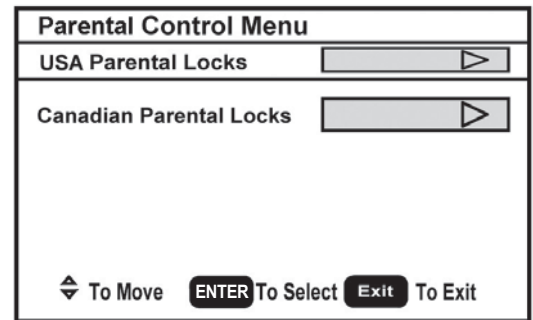 Parental Control Menu
USA Parental Locks
Canadian Parental Locks
To Move ENTER To Select Exit To Exit